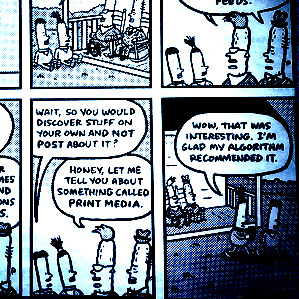 FEEDS.
WAIT, SO YOU WOULD
DISCOVER STUFF ON
YOUR OWN AND NOT
POST ABOUT IT?
HONEY, LET ME
TELL YOU ABOUT
SOMETHING CALLED
PRINT MEDIA.
WOW, THAT WAS
INTERESTING. I'M
GLAD MY ALGORITHM
RECOMMENDED IT.